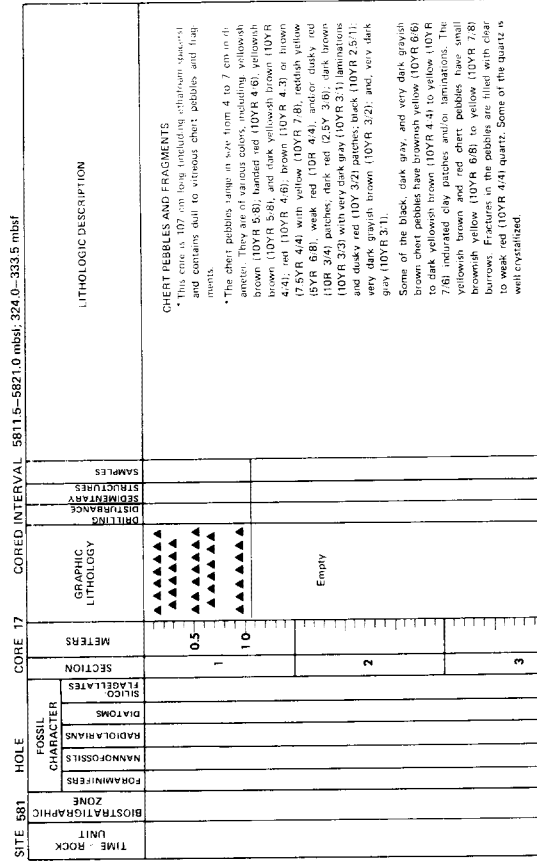 SITE 581 HOLE CORE 17 CORED INTERVAL 5811.5–5821.0 mbsl; 324.0–333.5 mbsf
TIME - ROCK UNIT
BIOSTRATIGRAPHIC ZONE
FOSSIL CHARACTER
FORAMINIFERS
NANNOFOSSILS
RADIOLARIANS
DIATOMS
SILICO-FLAGELLATES
SECTION
METERS
GRAPHIC LITHOLOGY
DRILLING DISTURBANCE
SEDIMENTARY STRUCTURES
SAMPLES
LITHOLOGIC DESCRIPTION
1
0.5
1.0
2
3
Empty
CHERT PEBBLES AND FRAGMENTS
* This core is 107 cm long (including ethafoam spacers)
and contains dull to vitreous chert pebbles and frag-
ments.
* The chert pebbles range in size from 4 to 7 cm in di-
ameter. They are of various colors, including, yellowish
brown (10YR 5/8), banded red (10YR 4/6), yellowish
brown (10YR 5/8), and dark yellowish brown (10YR
4/4); red (10YR 4/6); brown (10YR 4/3) or brown
(7.5YR 4/4) with yellow (10YR 7/8), reddish yellow
(5YR 6/8), weak red (10R 4/4), and/or dusky red
(10R 3/4) patches; dark red (2.5Y 3/6); dark brown
(10YR 3/3) with very dark gray (10YR 3/1) laminations
and dusky red (10Y 3/2) patches; black (10YR 2.5/1);
very dark grayish brown (10YR 3/2); and, very dark
gray (10YR 3/1).
Some of the black, dark gray, and very dark grayish
brown chert pebbles have brownish yellow (10YR 6/6)
to dark yellowish brown (10YR 4/4) to yellow (10YR
7/6) indurated clay patches and/or laminations. The
yellowish brown and red chert pebbles have small
brownish yellow (10YR 6/8) to yellow (10YR 7/8)
burrows. Fractures in the pebbles are filled with clear
to weak red (10YR 4/4) quartz. Some of the quartz is
well crystallized.